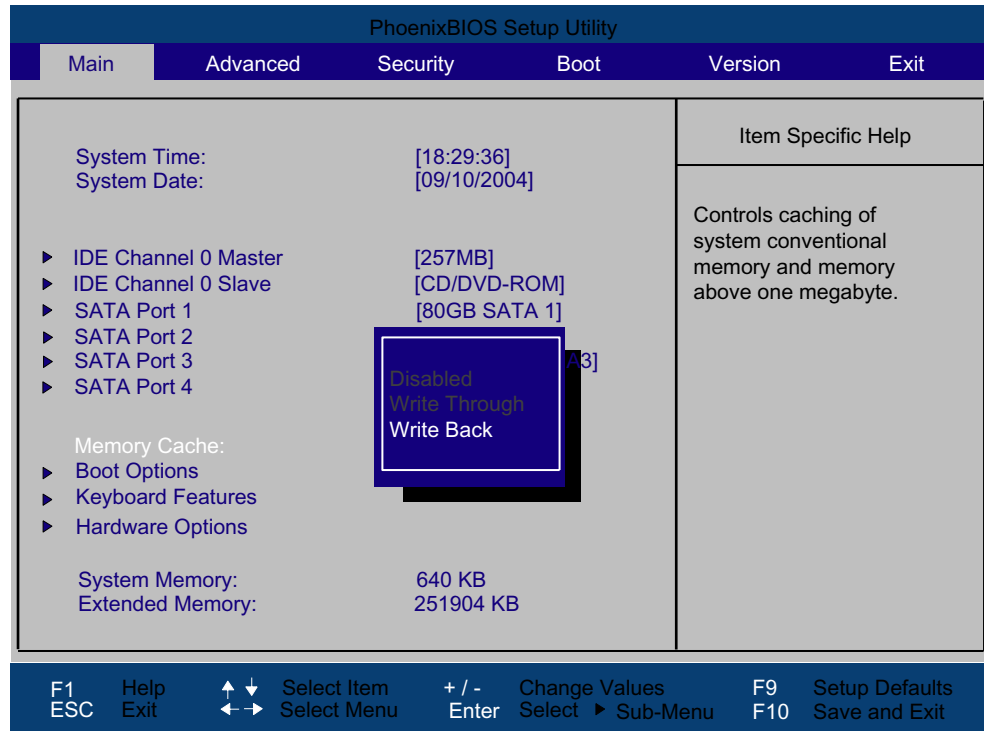 PhoenixBIOS Setup Utility
Main Advanced Security Boot Version Exit
System Time: [18:29:36]
System Date: [09/10/2004]
IDE Channel 0 Master [257MB]
IDE Channel 0 Slave [CD/DVD-ROM]
SATA Port 1 [80GB SATA 1]
SATA Port 2
SATA Port 3 A3]
SATA Port 4
Memory Cache:
Boot Options
Keyboard Features
Hardware Options
System Memory: 640 KB
Extended Memory: 251904 KB
Disabled
Write Through
Write Back
Item Specific Help
Controls caching of
system conventional
memory and memory
above one megabyte.
F1 Help Select Item + / - Change Values F9 Setup Defaults
ESC Exit Select Menu Enter Select Sub-Menu F10 Save and Exit